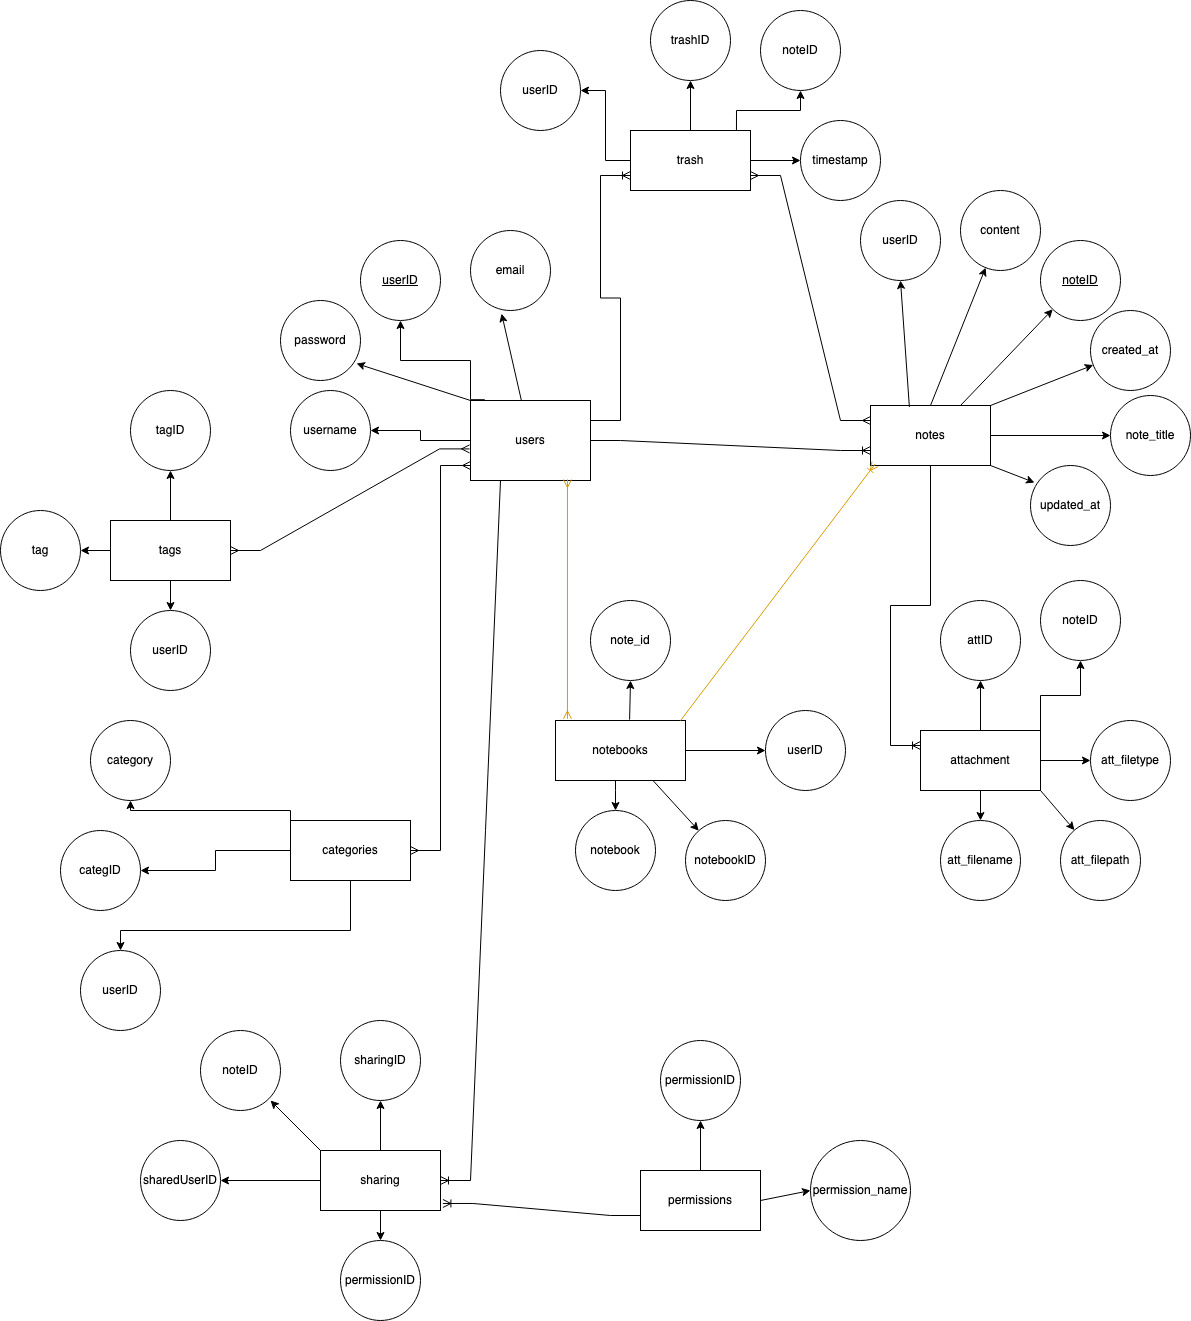 trashID
noteID
userID
trash
timestamp
content
userID
email
userID
noteID
password
created_at
username
users
notes
note_title
tagID
updated_at
tag
tags
userID
note_id
attID
noteID
category
notebooks
userID
attachment
att_filetype
categories
notebook
notebookID
att_filename
att_filepath
categID
userID
noteID
sharingID
permissionID
sharedUserID
sharing
permissions
permission_name
permissionID